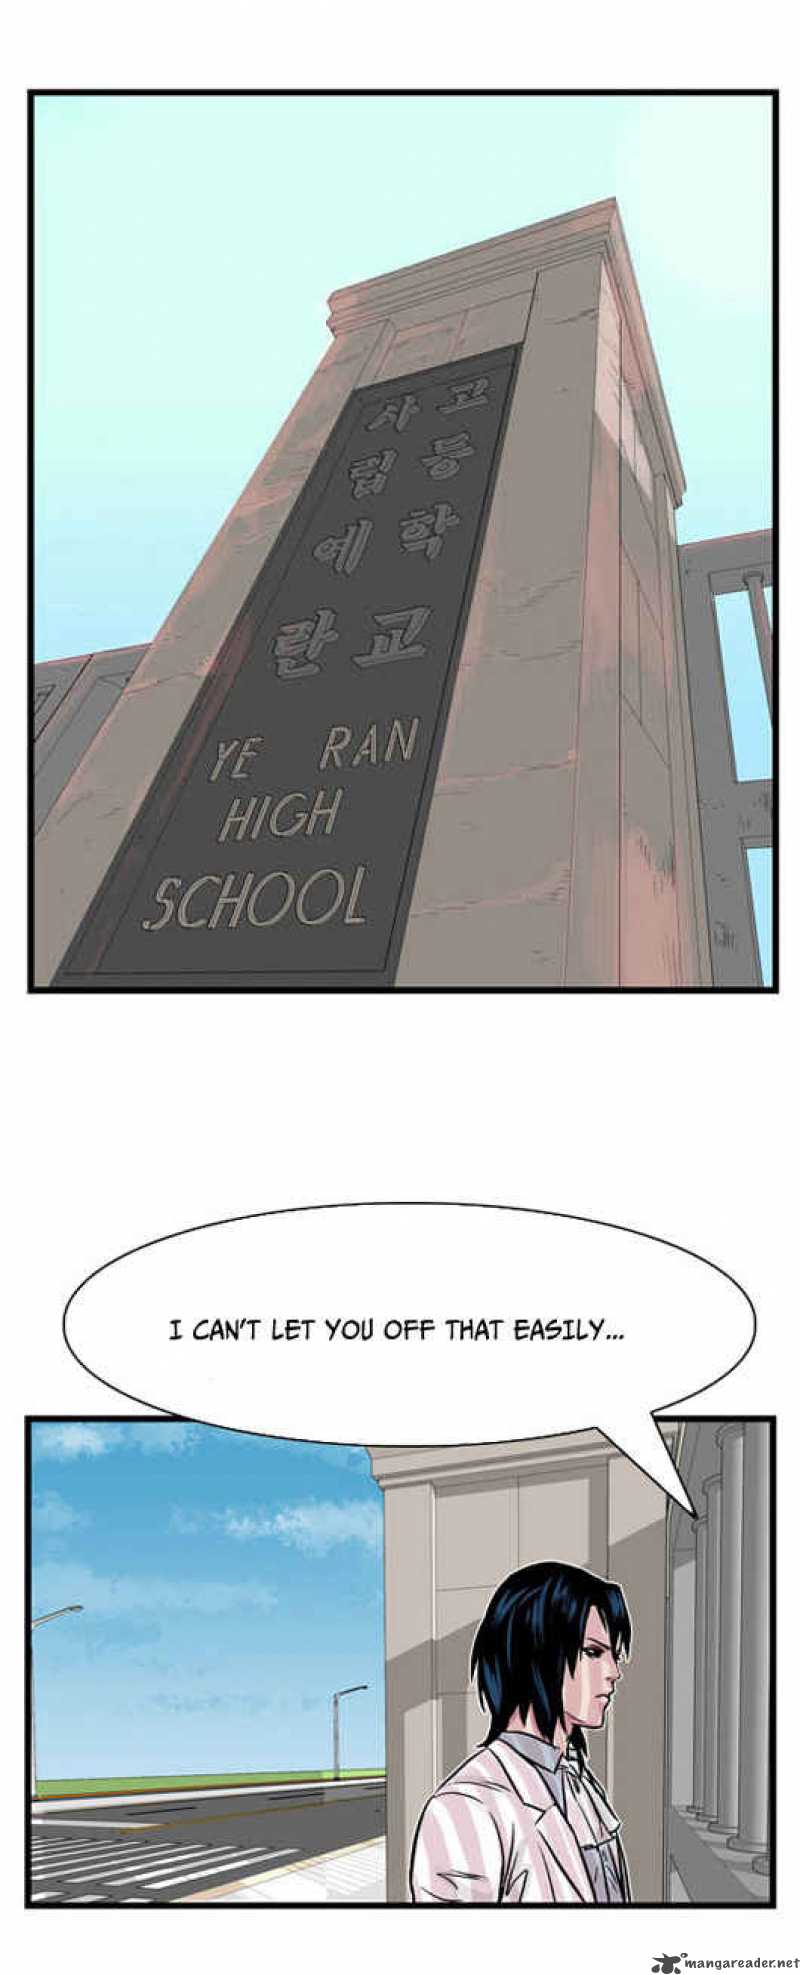 사립예란
고등학교
YE RAN
HIGH
SCHOOL
I CAN'T LET YOU OFF THAT EASILY...
mangareader.net